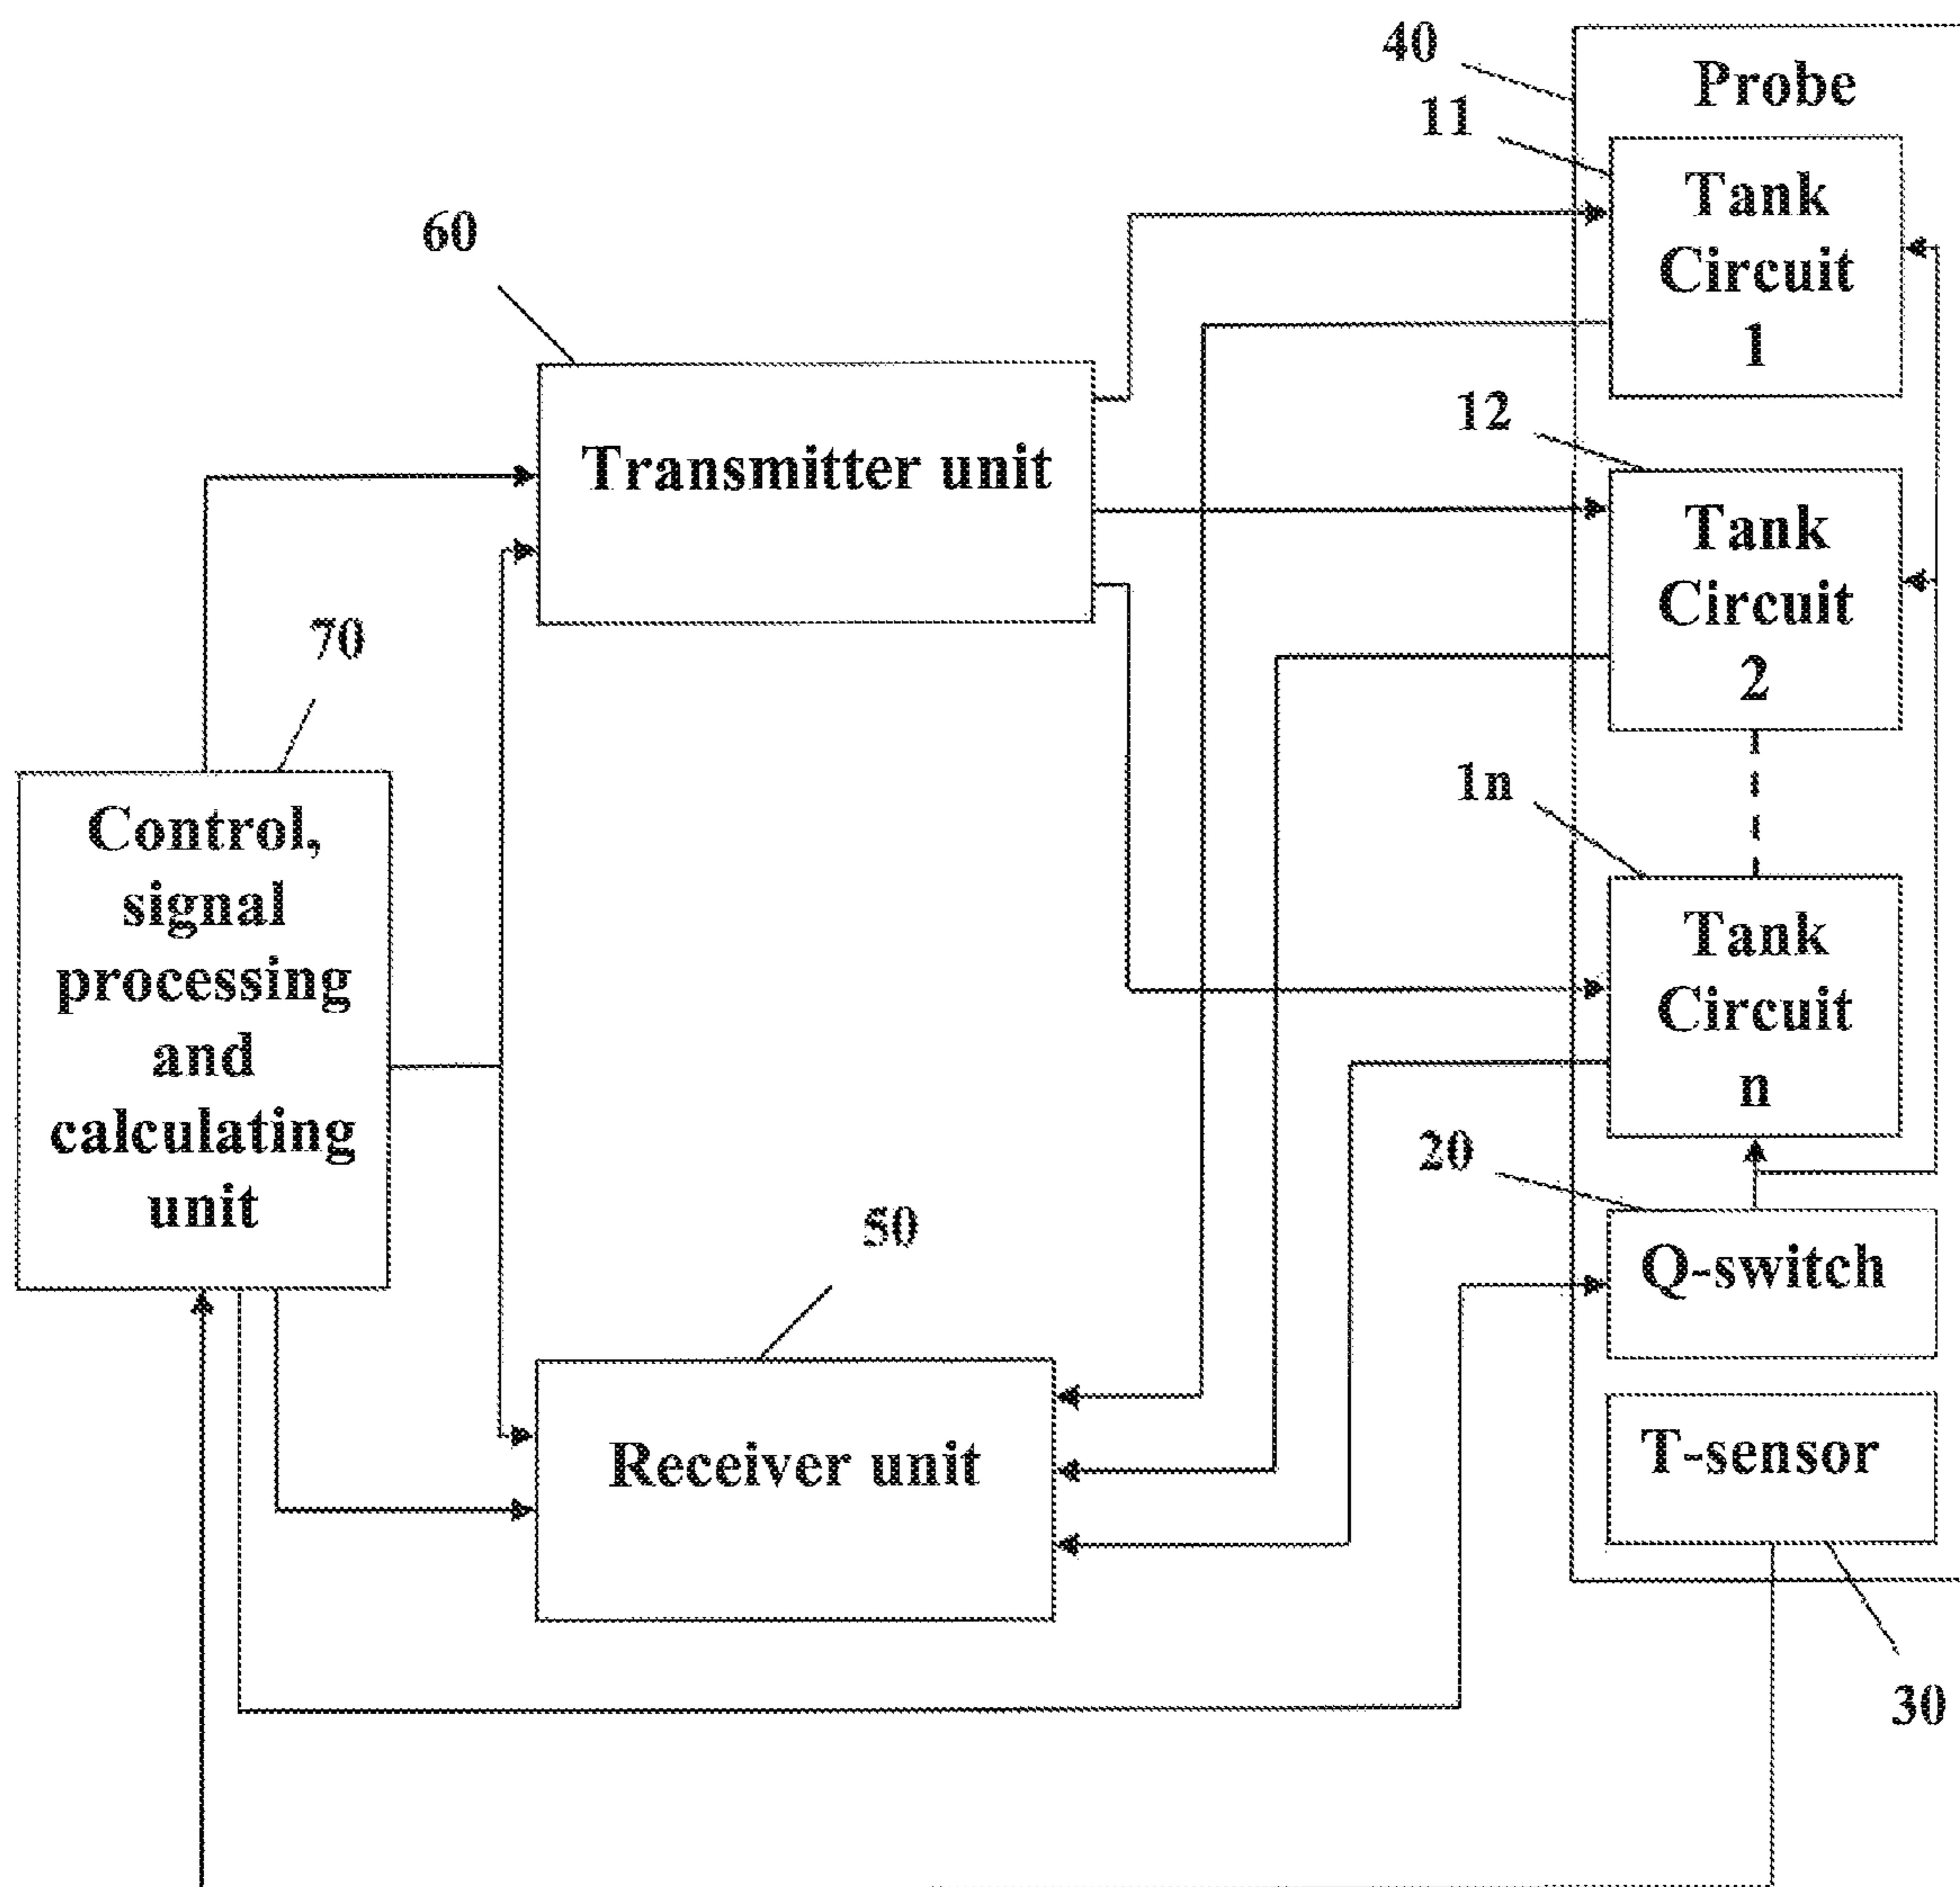 40
Probe
11
Tank
Circuit
1
60
Transmitter unit
12
Tank
Circuit
2
70
Control,
signal
processing
and
calculating
unit
1n
Tank
Circuit
n
20
Q-switch
50
Receiver unit
T-sensor
30